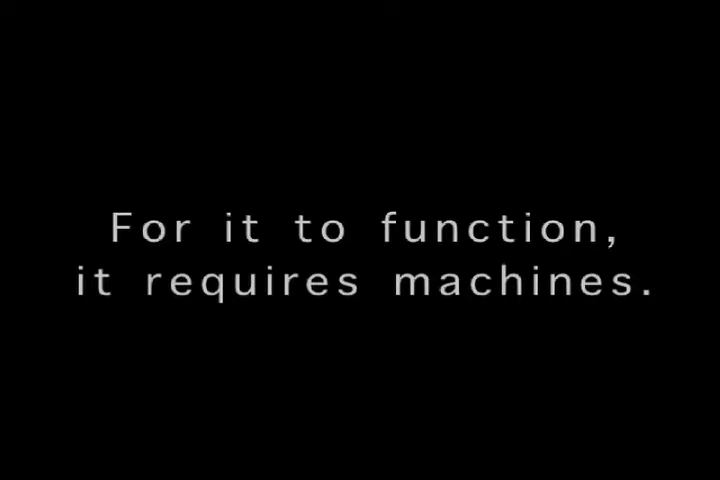 For it to function,
it requires machines.